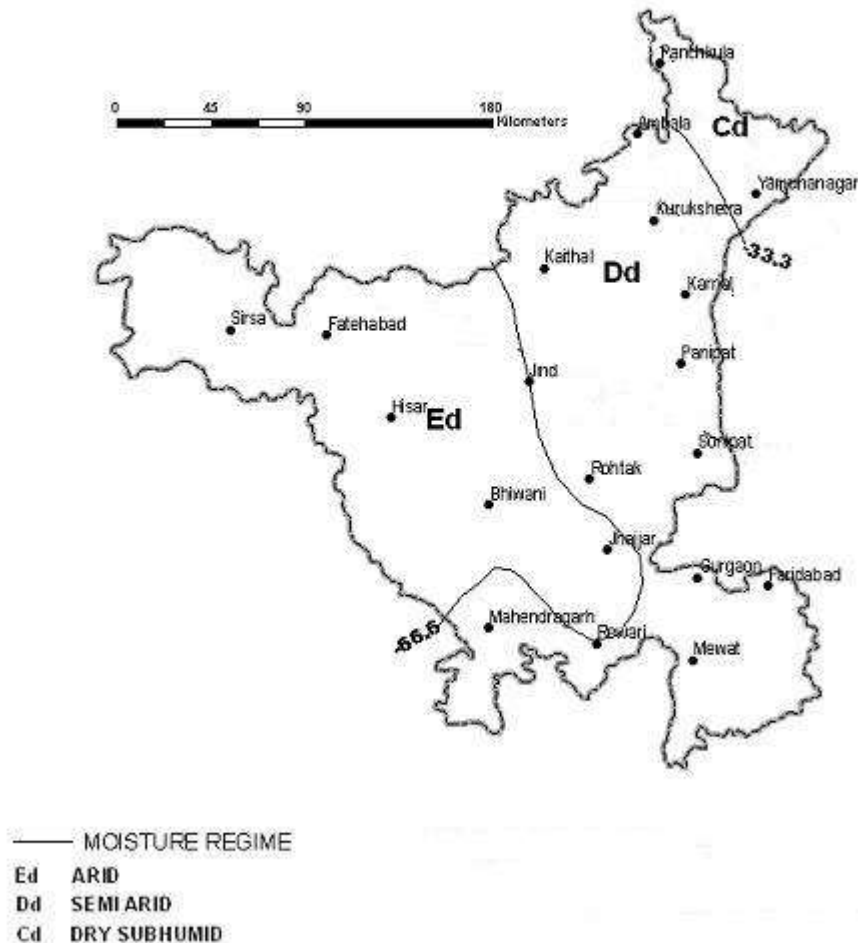 Panchkula
0 45 90 180
Kilometers
Ambala
Cd
Yamunanagar
Kurukshetra
-33.3
Kaithal
Dd
Karnal
Sirsa
Fatehabad
Panipat
Jind
Hisar
Ed
Sonipat
Rohtak
Bhiwani
Jhajjar
Gurgaon
Faridabad
Mahendragarh
-66.6
Rewari
Mewat
MOISTURE REGIME
Ed ARID
Dd SEMI ARID
Cd DRY SUBHUMID